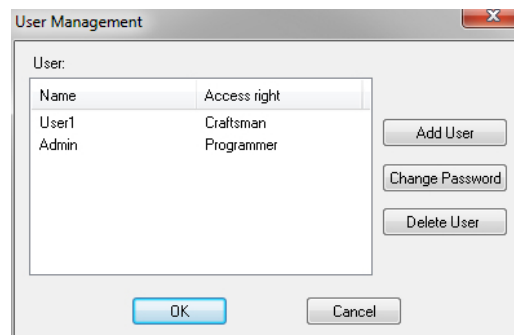 User Management
User:
Name Access right
User1 Craftsman
Admin Programmer
Add User
Change Password
Delete User
OK Cancel